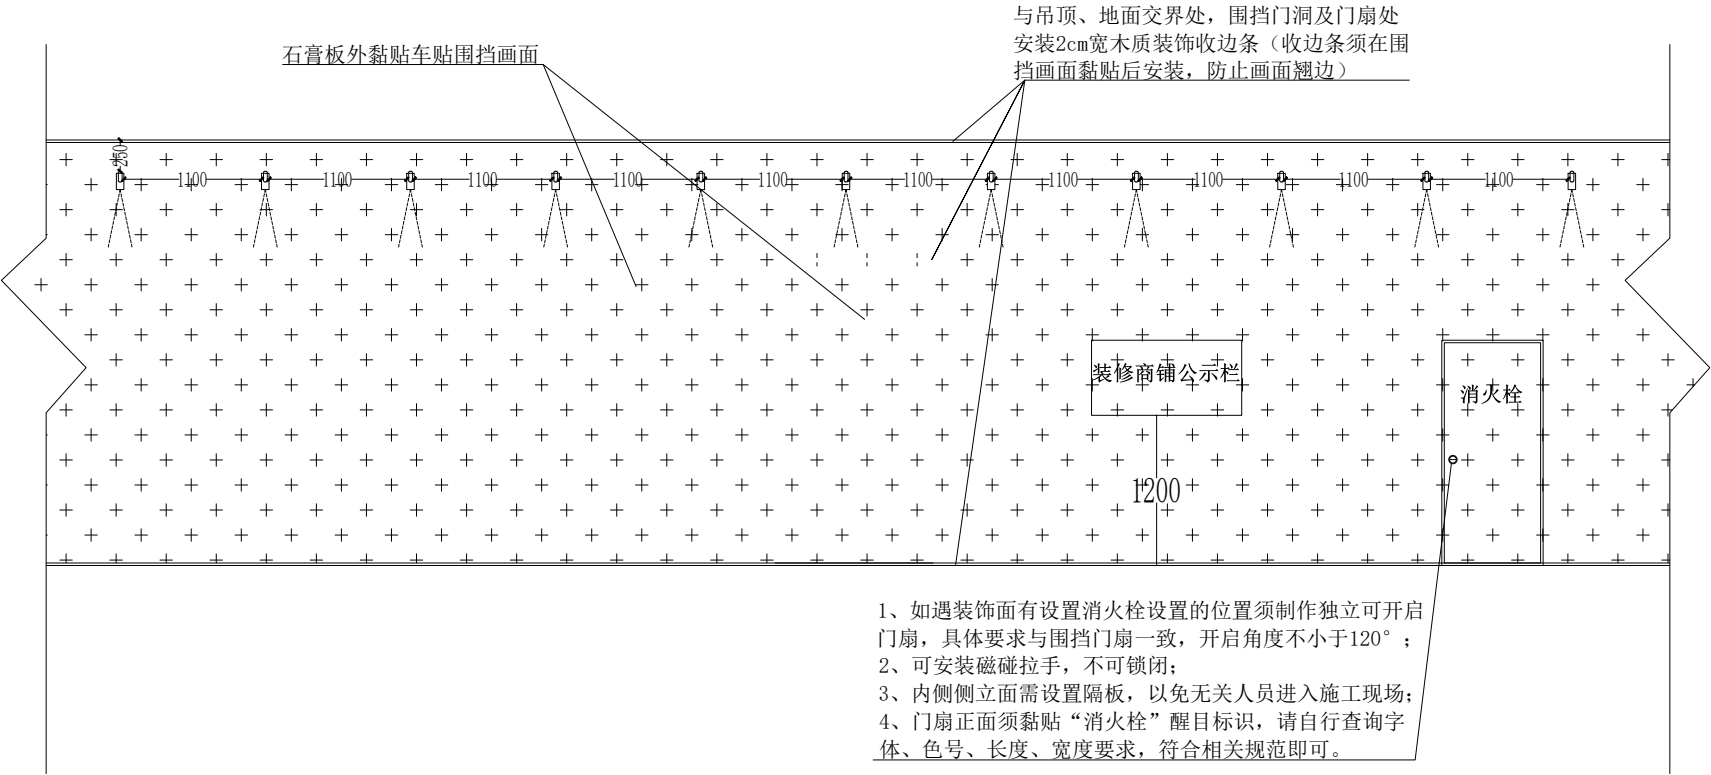 与吊顶、地面交界处，围挡门洞及门扇处
安装2cm宽木质装饰收边条（收边条须在围
挡画面黏贴后安装，防止画面翘边）
石膏板外黏贴车贴围挡画面
250
1100
1100
1100
1100
1100
1100
1100
1100
1100
1100
装修商铺公示栏
消火栓
1200
1、如遇装饰面有设置消火栓设置的位置须制作独立可开启
门扇，具体要求与围挡门扇一致，开启角度不小于120°；
2、可安装磁碰拉手，不可锁闭；
3、内侧侧立面需设置隔板，以免无关人员进入施工现场；
4、门扇正面须黏贴“消火栓”醒目标识，请自行查询字
体、色号、长度、宽度要求，符合相关规范即可。